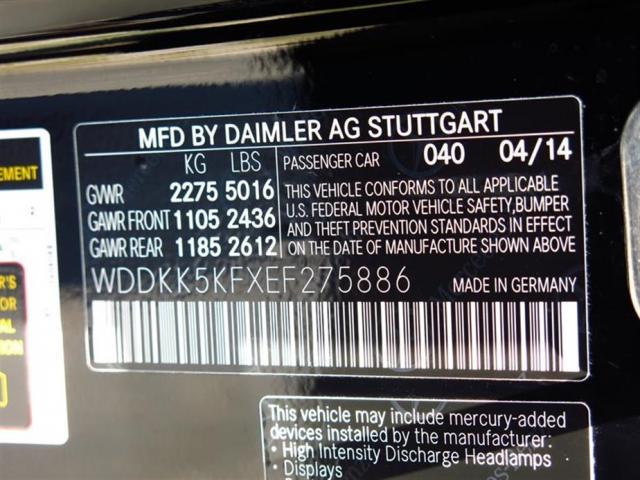 MFD BY DAIMLER AG STUTTGART
KG LBS
GVWR 2275 5016
GAWR FRONT 1105 2436
GAWR REAR 1185 2612
PASSENGER CAR 040 04/14
THIS VEHICLE CONFORMS TO ALL APPLICABLE
U.S. FEDERAL MOTOR VEHICLE SAFETY,BUMPER
AND THEFT PREVENTION STANDARDS IN EFFECT
ON THE DATE OF MANUFACTURE SHOWN ABOVE
WDDKK5KFXEF275886 MADE IN GERMANY
This vehicle may include mercury-added
devices installed by the manufacturer:
• High Intensity Discharge Headlamps
• Displays